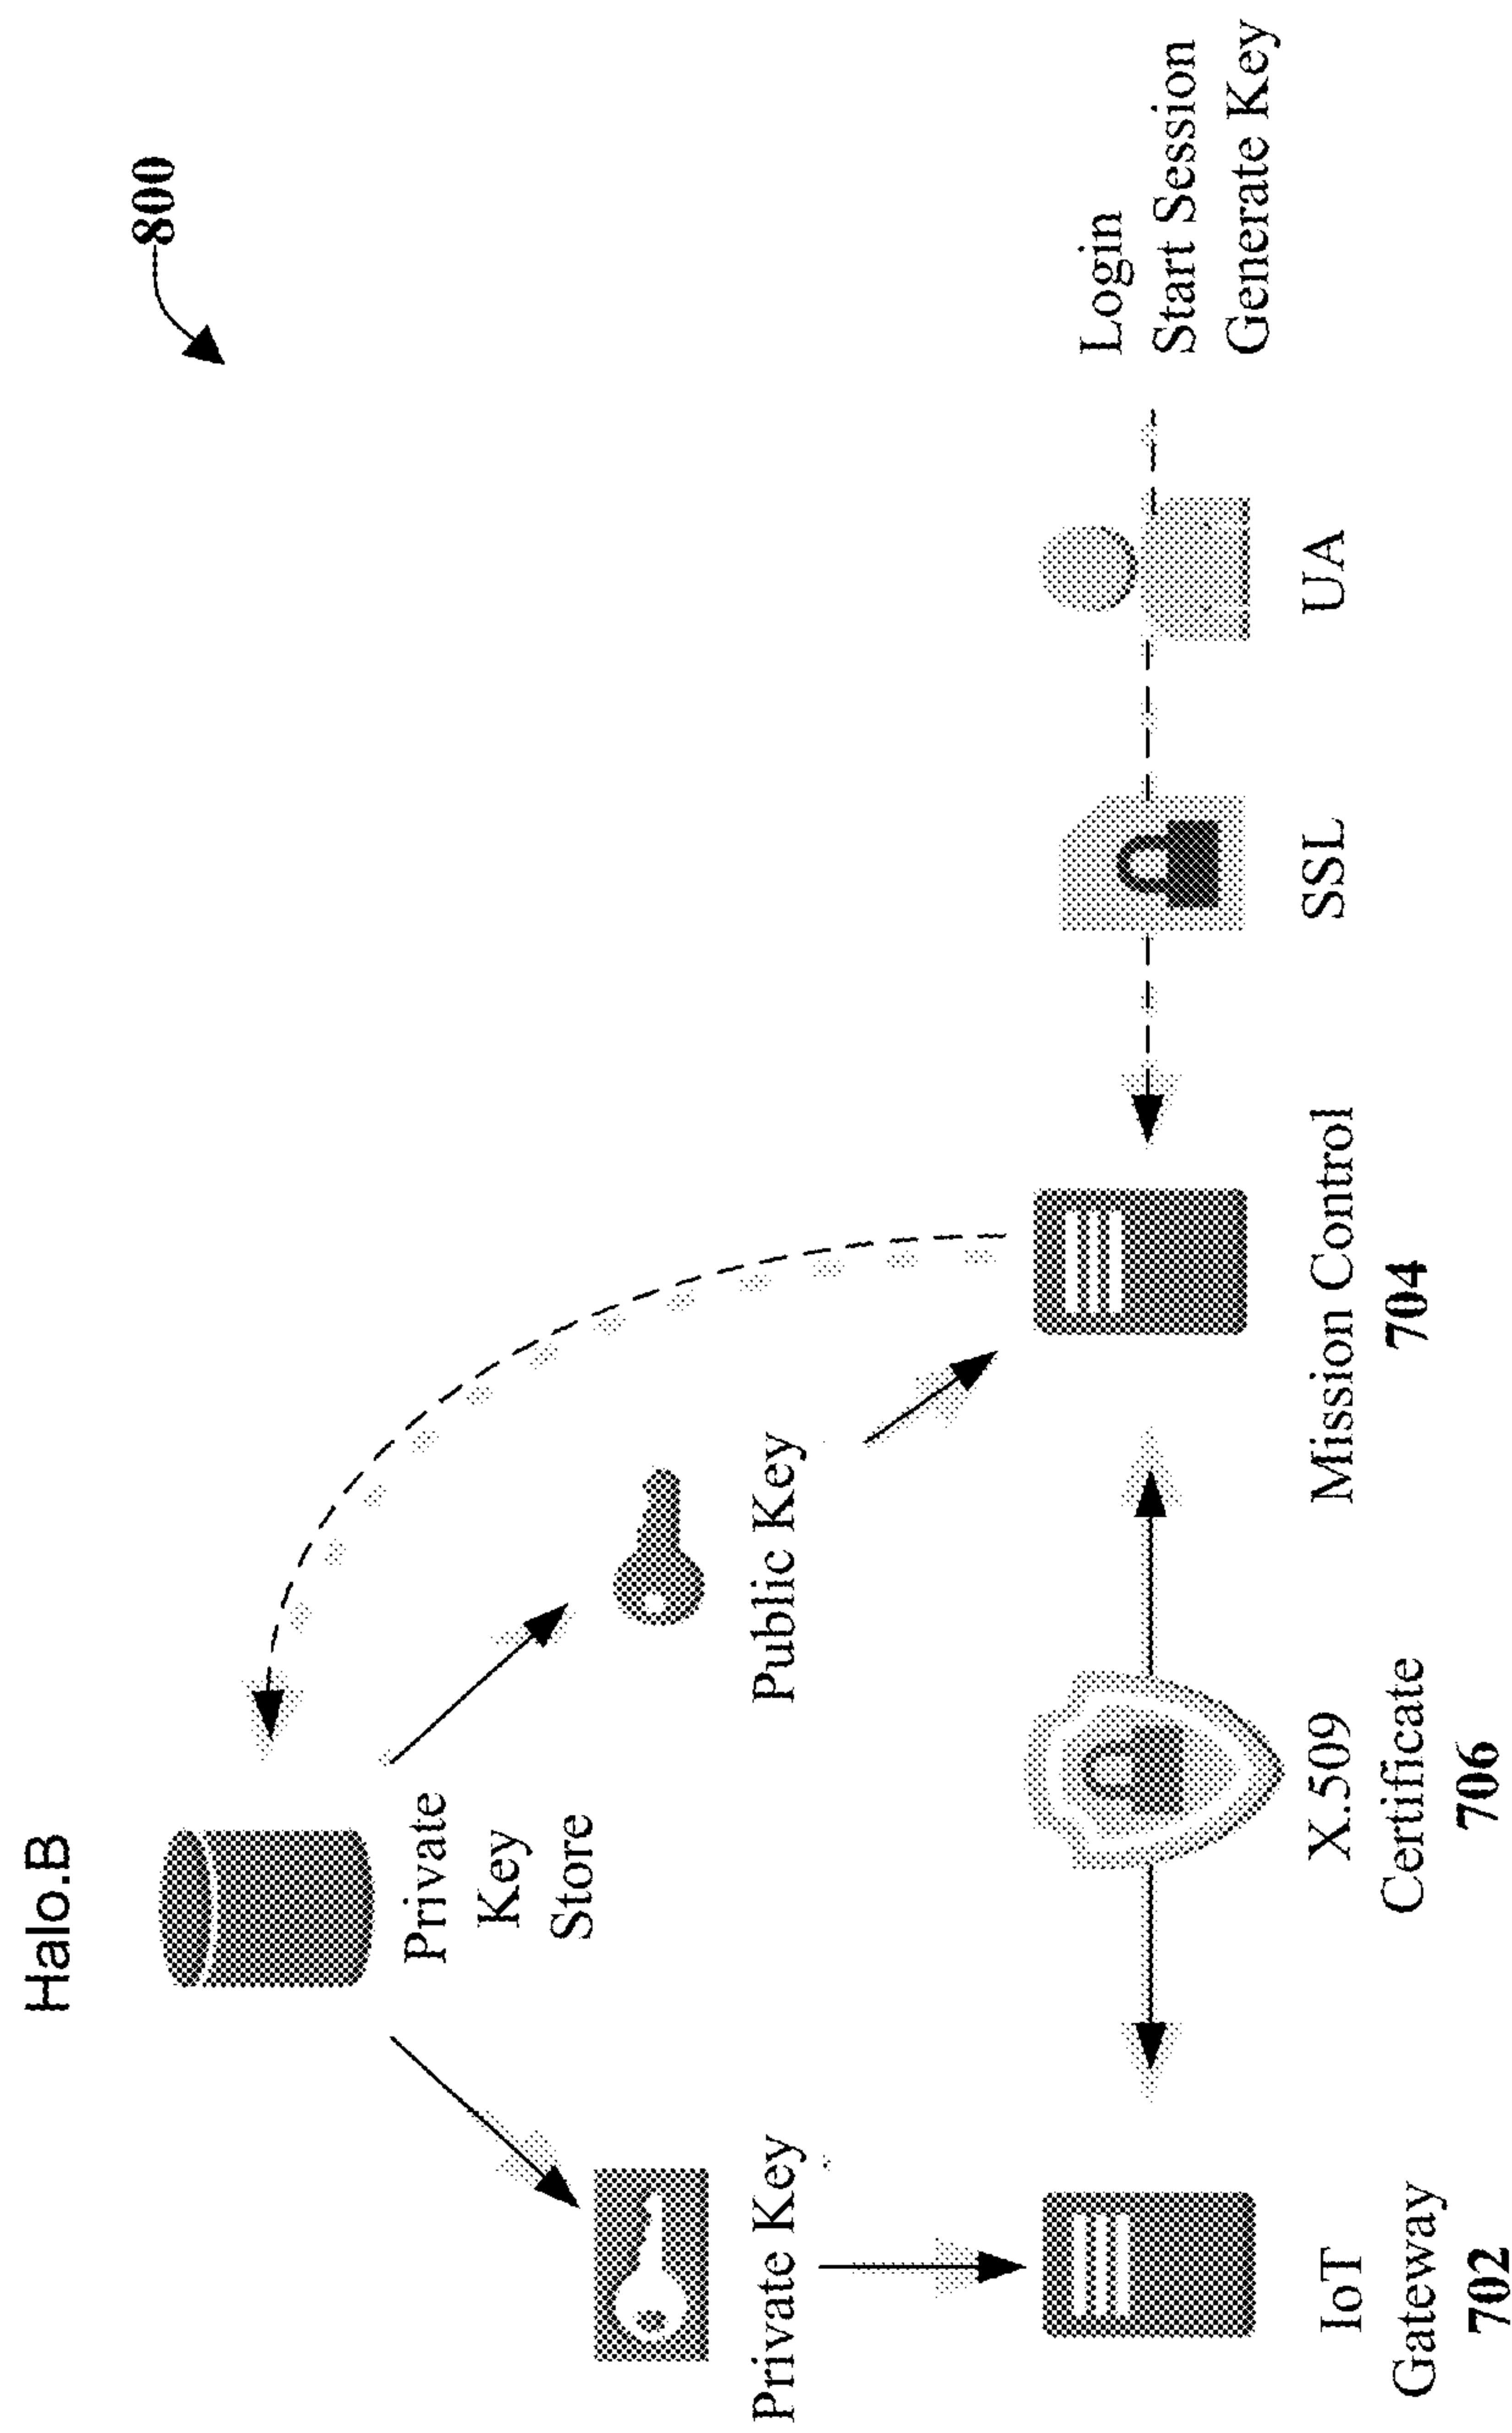 800
Halo.B
Private
Key
Store
Private Key
Public Key
Login
Start Session
Generate Key
IoT
Gateway
702
X.509
Certificate
706
Mission Control
704
SSL
UA